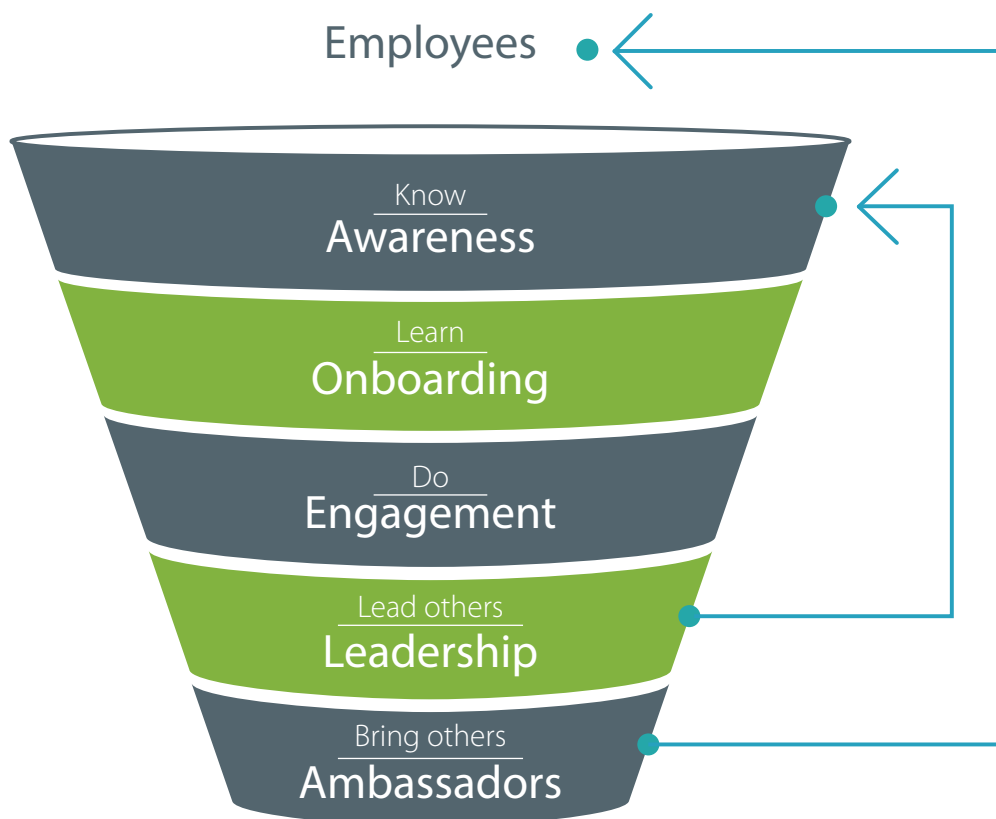 Employees
Know
Awareness
Learn
Onboarding
Do
Engagement
Lead others
Leadership
Bring others
Ambassadors